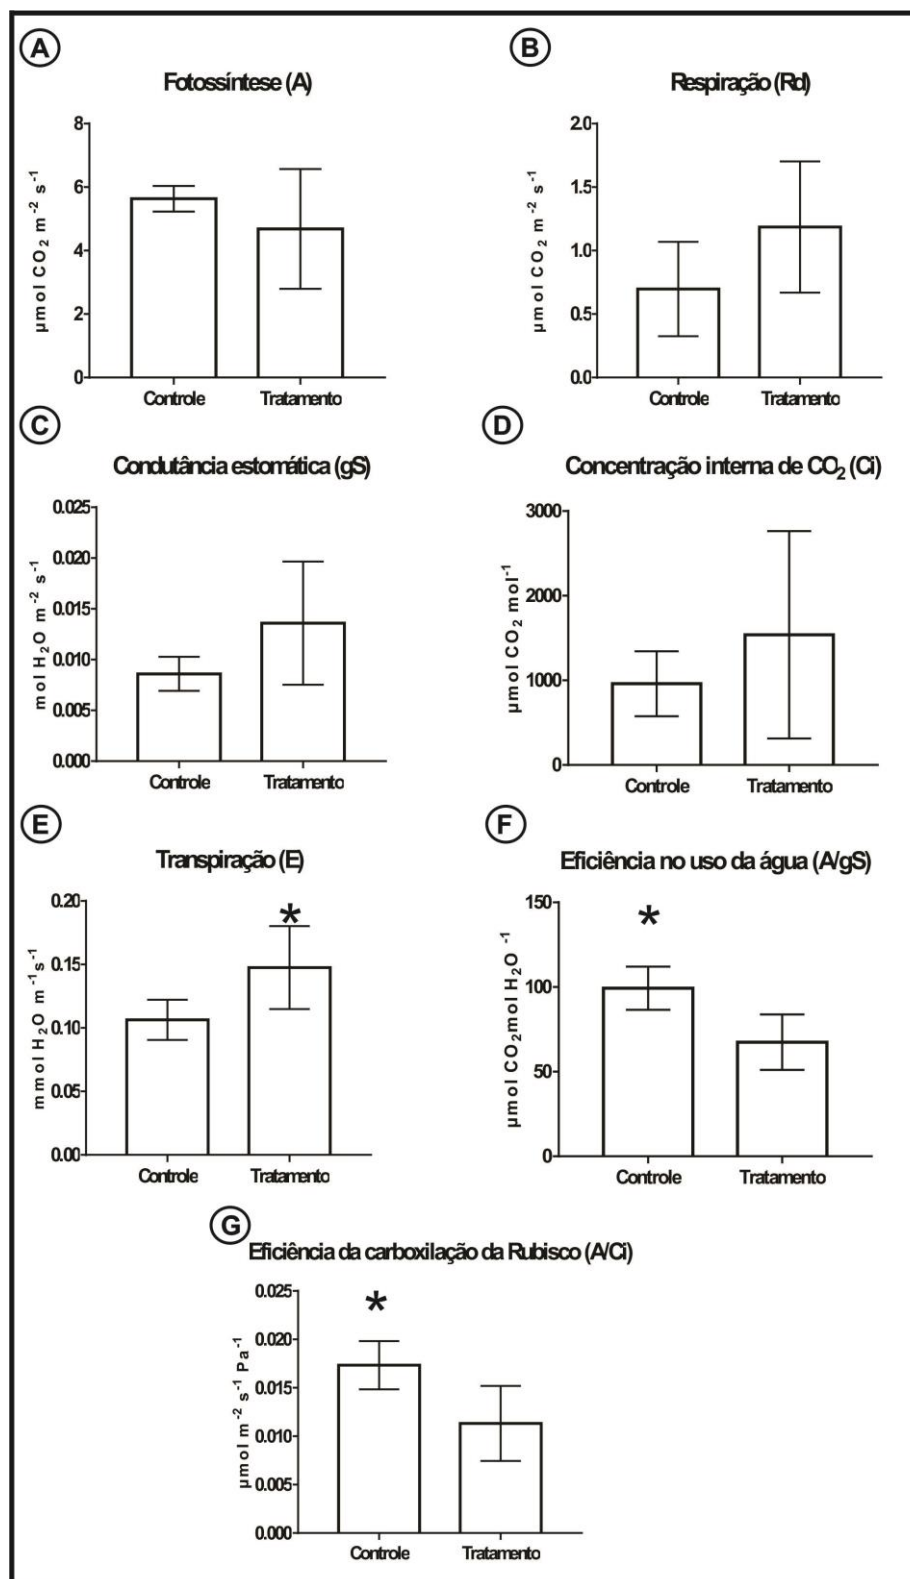 A
Fotossíntese (A)
µmol CO₂ m⁻² s⁻¹
8
6
4
2
0
Controle
Tratamento
B
Respiração (Rd)
µmol CO₂ m⁻² s⁻¹
2.0
1.5
1.0
0.5
0.0
Controle
Tratamento
C
Condutância estomática (gS)
mol H₂O m⁻² s⁻¹
0.025
0.020
0.015
0.010
0.005
0.000
Controle
Tratamento
D
Concentração interna de CO₂ (Ci)
µmol CO₂ mol⁻¹
3000
2000
1000
0
Controle
Tratamento
E
Transpiração (E)
mmol H₂O m⁻¹s⁻¹
0.20
0.15
0.10
0.05
0.00
*
Controle
Tratamento
F
Eficiência no uso da água (A/gS)
µmol CO₂mol H₂O⁻¹
150
100
50
0
*
Controle
Tratamento
G
Eficiência da carboxilação da Rubisco (A/Ci)
µmol m⁻² s⁻¹ Pa⁻¹
0.025
0.020
0.015
0.010
0.005
0.000
*
Controle
Tratamento